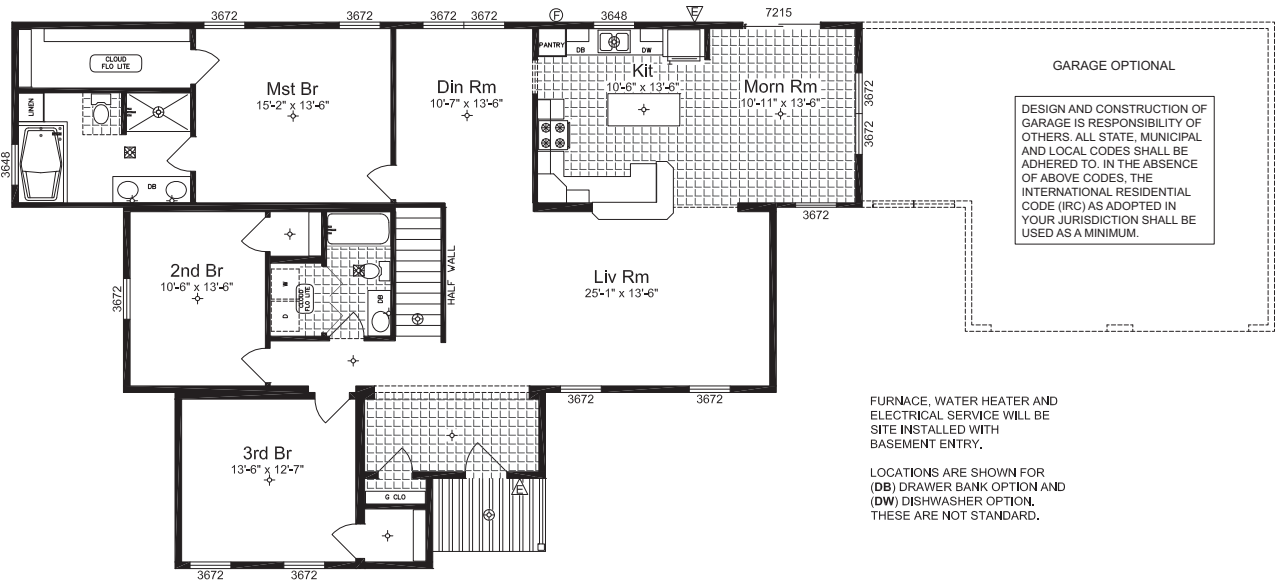 3672
3672
3672
3672
F
3648
E
7215
PANTRY
DB
DW
CLOUD
FLO LITE
LINEN
Mst Br
15'-2" x 13'-6"
Din Rm
10'-7" x 13'-6"
Kit
10'-6" x 13'-6"
Morn Rm
10'-11" x 13'-6"
3672
3672
3648
DB
3672
GARAGE OPTIONAL
DESIGN AND CONSTRUCTION OF
GARAGE IS RESPONSIBILITY OF
OTHERS. ALL STATE, MUNICIPAL
AND LOCAL CODES SHALL BE
ADHERED TO. IN THE ABSENCE
OF ABOVE CODES, THE
INTERNATIONAL RESIDENTIAL
CODE (IRC) AS ADOPTED IN
YOUR JURISDICTION SHALL BE
USED AS A MINIMUM.
2nd Br
10'-6" x 13'-6"
3672
W
D
CLOUD
FLO LITE
DB
HALF WALL
Liv Rm
25'-1" x 13'-6"
3672
3672
3rd Br
13'-6" x 12'-7"
G CLO
E
3672
3672
FURNACE, WATER HEATER AND
ELECTRICAL SERVICE WILL BE
SITE INSTALLED WITH
BASEMENT ENTRY.
LOCATIONS ARE SHOWN FOR
(DB) DRAWER BANK OPTION AND
(DW) DISHWASHER OPTION.
THESE ARE NOT STANDARD.